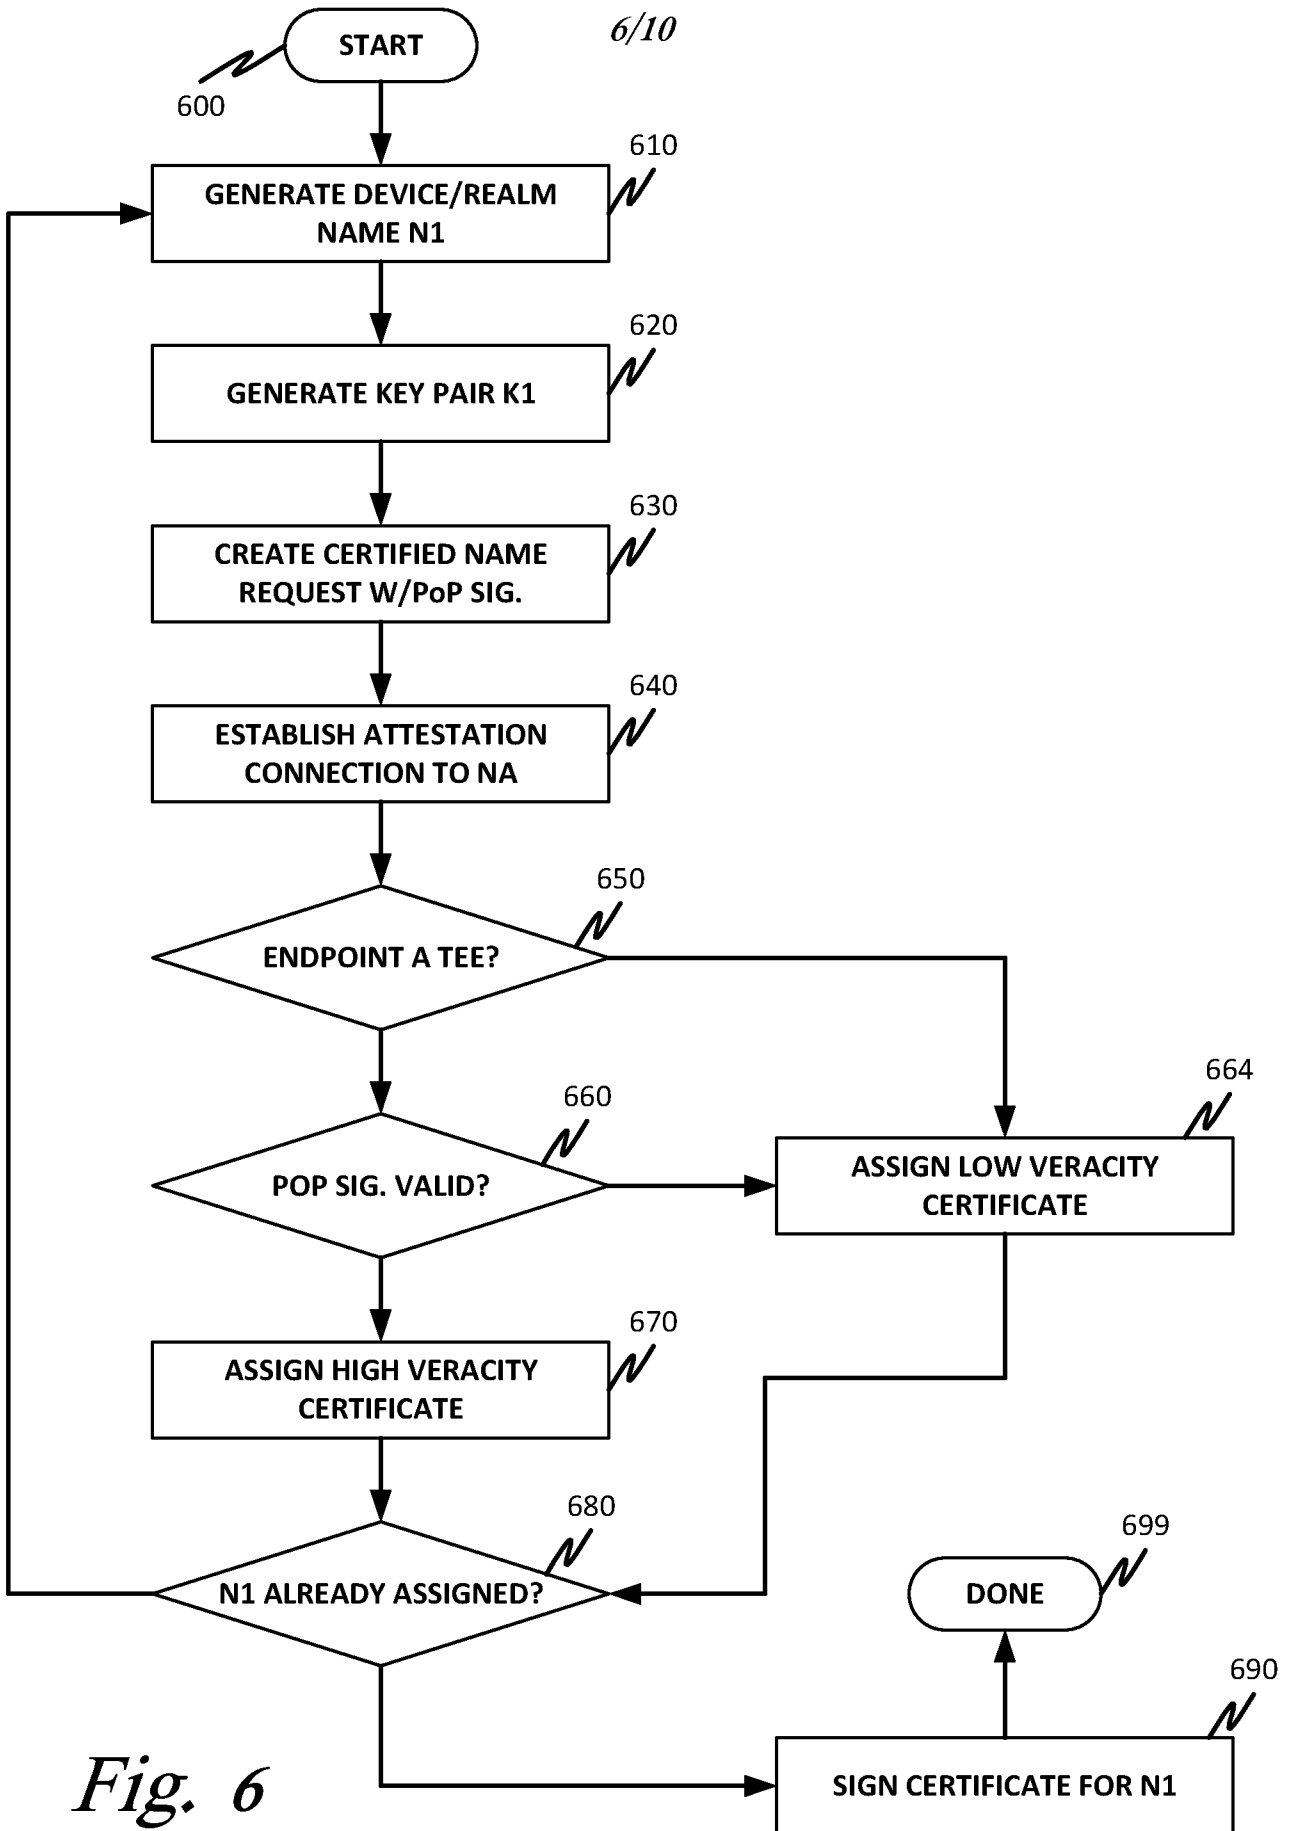 6/10
START
600
610
GENERATE DEVICE/REALM
NAME N1
620
GENERATE KEY PAIR K1
630
CREATE CERTIFIED NAME
REQUEST W/PoP SIG.
640
ESTABLISH ATTESTATION
CONNECTION TO NA
650
ENDPOINT A TEE?
660
POP SIG. VALID?
664
ASSIGN LOW VERACITY
CERTIFICATE
670
ASSIGN HIGH VERACITY
CERTIFICATE
680
N1 ALREADY ASSIGNED?
699
DONE
690
SIGN CERTIFICATE FOR N1
Fig. 6